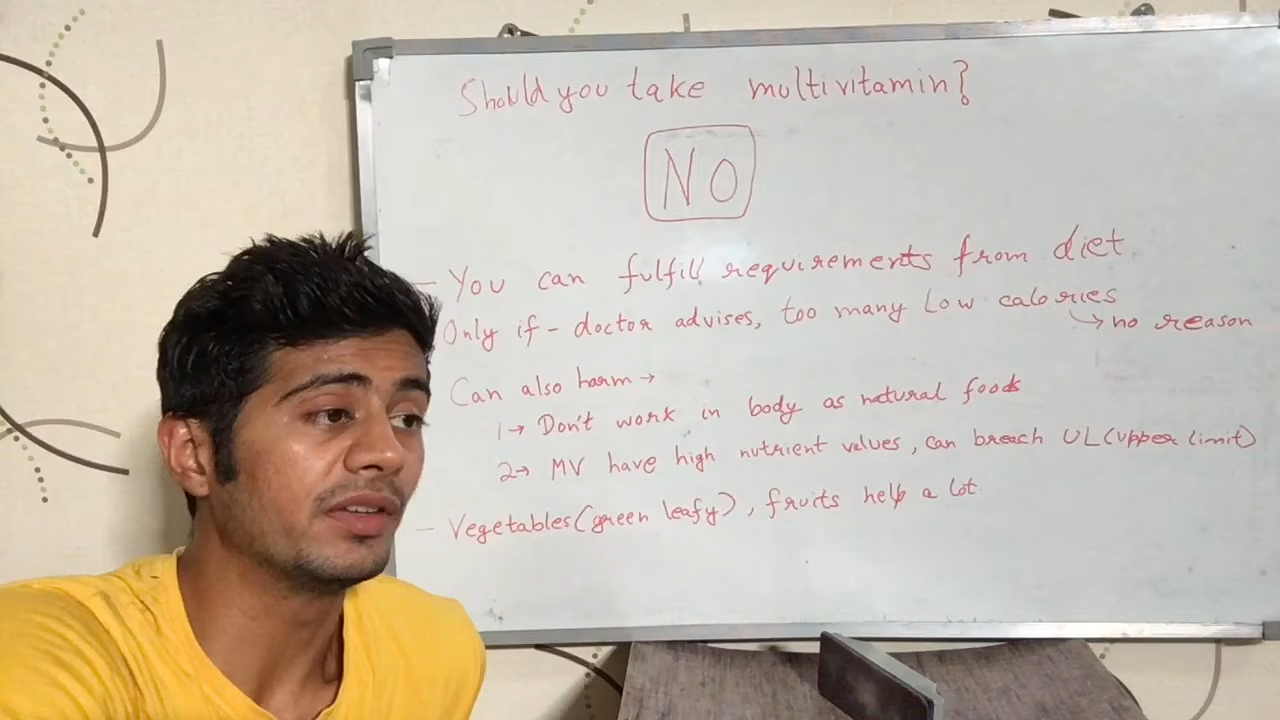 Should you take multivitamin?
NO
- You can fulfill requirements from diet
Only if - doctor advises, too many Low calories
↳ no reason
Can also harm →
1 → Don't work in body as natural foods
2 → MV have high nutrient values, can breach UL (Upper Limit)
- Vegetables (green leafy), fruits help a lot